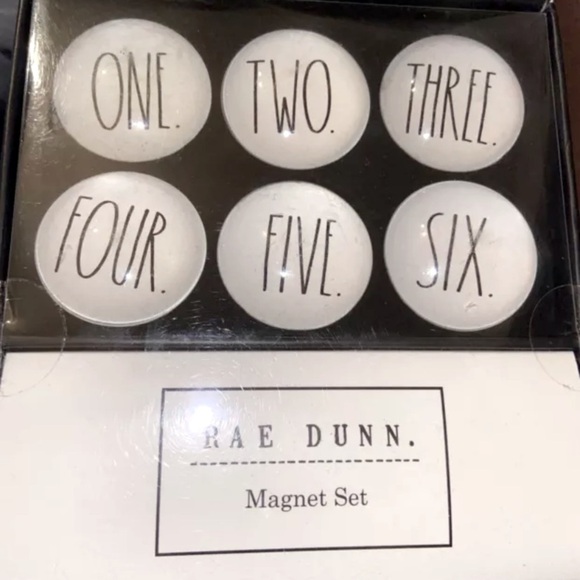 ONE. TWO. THREE.
FOUR. FIVE. SIX.
RAE DUNN.
Magnet Set